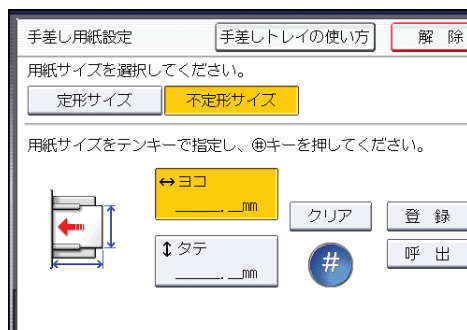 手差し用紙設定 手差しトレイの使い方 解 除
用紙サイズを選択してください。
定形サイズ 不定形サイズ
用紙サイズをテンキーで指定し、⊕キーを押してください。
↔ヨコ
_____.__mm
クリア 登 録
↕タテ
_____.__mm
# 呼 出